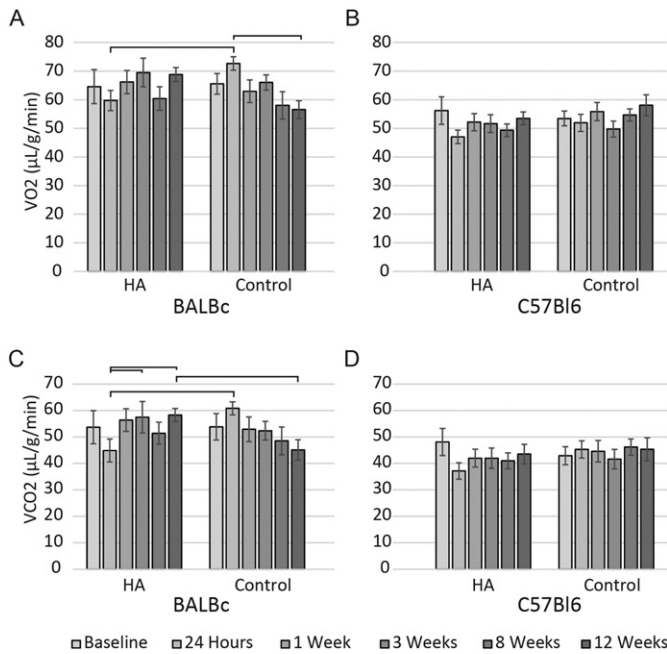 A
B
VO2 (µL/g/min)
80
70
60
50
40
30
20
10
0
HA
Control
BALBc
80
70
60
50
40
30
20
10
0
HA
Control
C57Bl6
C
D
VCO2 (µL/g/min)
70
60
50
40
30
20
10
0
HA
Control
BALBc
70
60
50
40
30
20
10
0
HA
Control
C57Bl6
Baseline 24 Hours 1 Week 3 Weeks 8 Weeks 12 Weeks